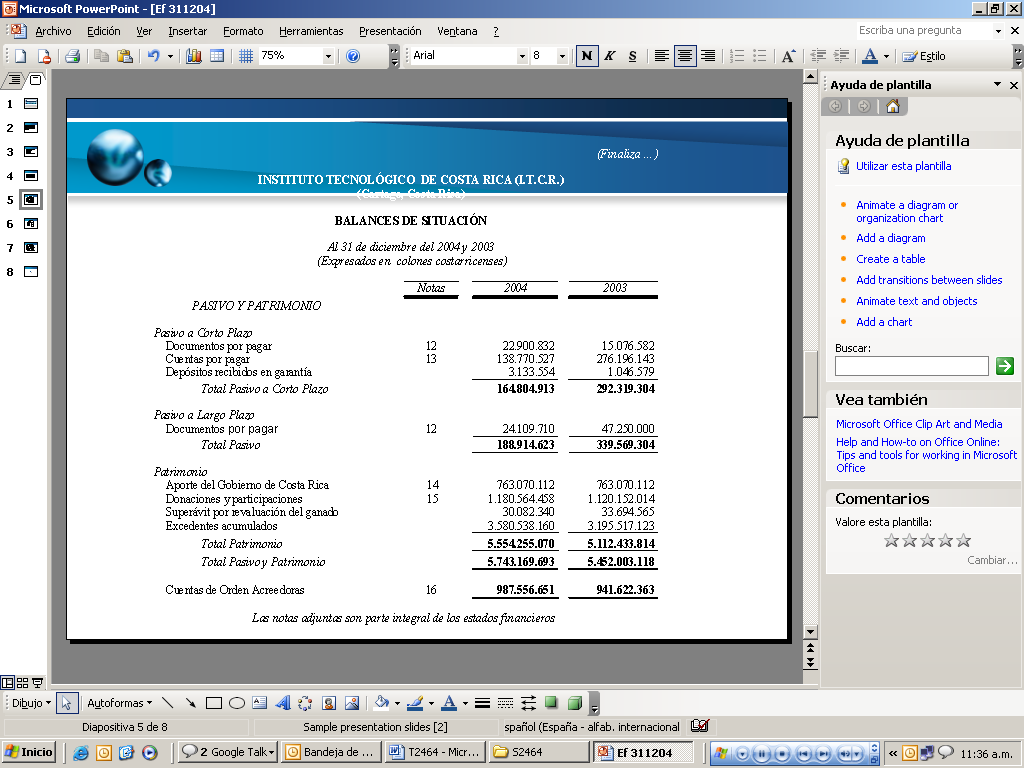 Microsoft PowerPoint - [Ef 311204]
Archivo Edición Ver Insertar Formato Herramientas Presentación Ventana ? Escriba una pregunta
75% Arial 8 N K S Estilo
1
2
3
4
5
6
7
8
(Finaliza ...)
INSTITUTO TECNOLÓGICO DE COSTA RICA (I.T.C.R.)
(Cartago, Costa Rica)
BALANCES DE SITUACIÓN
Al 31 de diciembre del 2004 y 2003
(Expresados en colones costarricenses)
Notas 2004 2003
PASIVO Y PATRIMONIO
Pasivo a Corto Plazo
Documentos por pagar 12 22.900.832 15.076.582
Cuentas por pagar 13 138.770.527 276.196.143
Depósitos recibidos en garantía 3.133.554 1.046.579
Total Pasivo a Corto Plazo 164.804.913 292.319.304
Pasivo a Largo Plazo
Documentos por pagar 12 24.109.710 47.250.000
Total Pasivo 188.914.623 339.569.304
Patrimonio
Aporte del Gobierno de Costa Rica 14 763.070.112 763.070.112
Donaciones y participaciones 15 1.180.564.458 1.120.152.014
Superávit por revaluación del ganado 30.082.340 33.694.565
Excedentes acumulados 3.580.538.160 3.195.517.123
Total Patrimonio 5.554.255.070 5.112.433.814
Total Pasivo y Patrimonio 5.743.169.693 5.452.003.118
Cuentas de Orden Acreedoras 16 987.556.651 941.622.363
Las notas adjuntas son parte integral de los estados financieros
Ayuda de plantilla
Ayuda de plantilla
Utilizar esta plantilla
Animate a diagram or
organization chart
Add a diagram
Create a table
Add transitions between slides
Animate text and objects
Add a chart
Buscar:
Vea también
Microsoft Office Clip Art and Media
Help and How-to on Office Online:
Tips and tools for working in Microsoft
Office
Comentarios
Valore esta plantilla:
Cambiar...
Dibujo Autoformas
Diapositiva 5 de 8 Sample presentation slides [2] spañol (España - alfab. internacional
Inicio 2 Google Talk Bandeja de ... T2464 - Micr... S2464 Ef 311204 « 11:36 a.m.